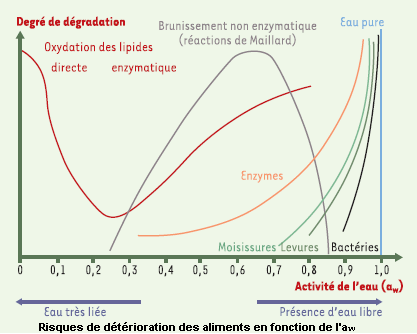 Degré de dégradation
Brunissement non enzymatique
(réactions de Maillard)
Eau pure
Oxydation des lipides
directe enzymatique
Enzymes
Moisissures Levures Bactéries
0 0,1 0,2 0,3 0,4 0,5 0,6 0,7 0,8 0,9 1,0
Activité de l'eau (aw)
Eau très liée
Présence d'eau libre
Risques de détérioration des aliments en fonction de l'aw